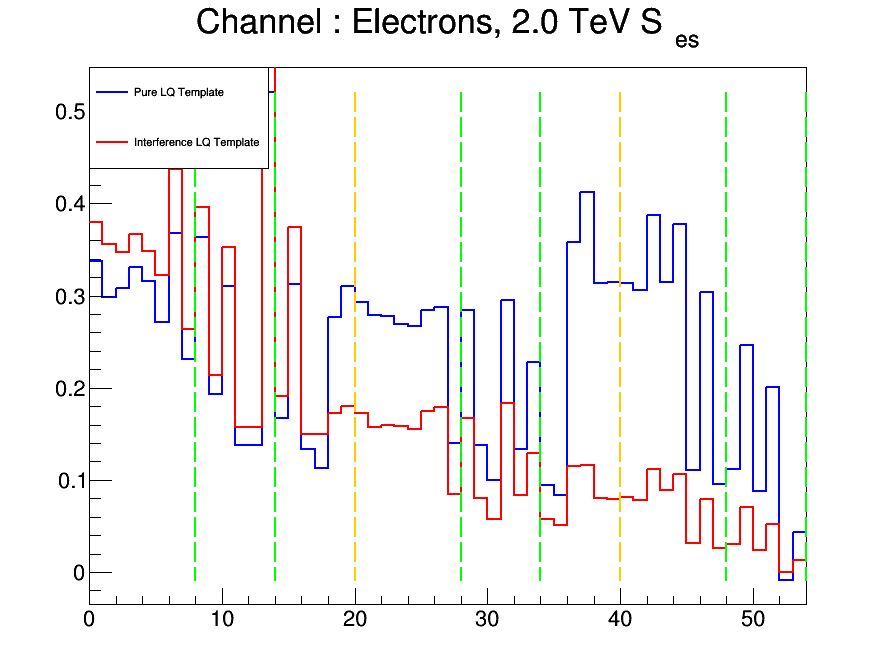 Channel : Electrons, 2.0 TeV S es
Pure LQ Template
Interference LQ Template
0.5
0.4
0.3
0.2
0.1
0
0 10 20 30 40 50